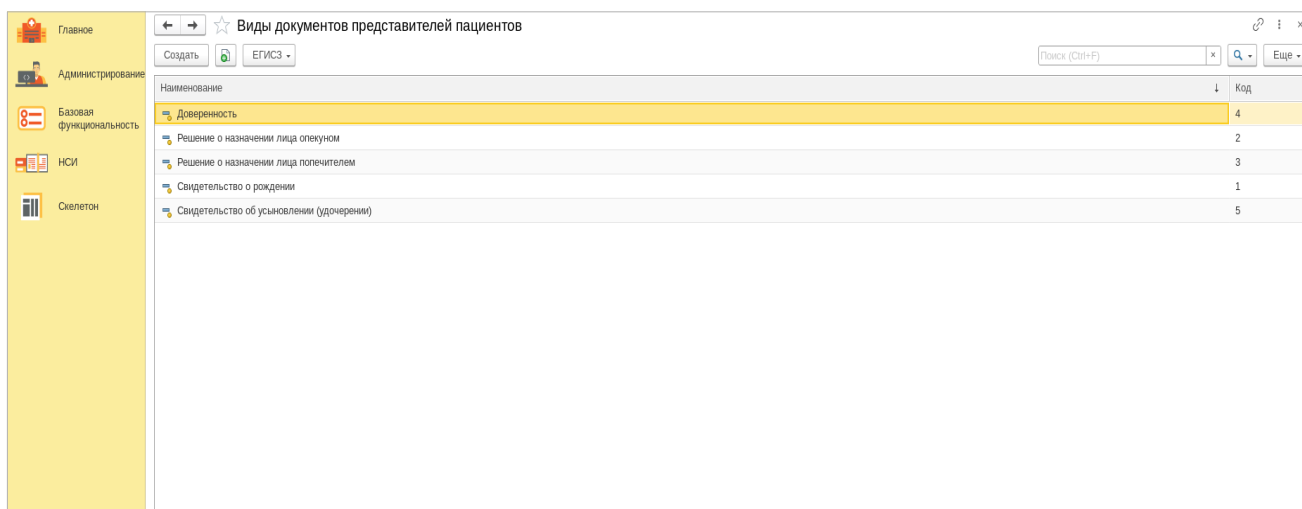 Главное
Администрирование
Базовая
функциональность
НСИ
Скелетон
Виды документов представителей пациентов
Создать
ЕГИСЗ
Поиск (Ctrl+F)
×
Еще
Наименование ↓ Код
Доверенность 4
Решение о назначении лица опекуном 2
Решение о назначении лица попечителем 3
Свидетельство о рождении 1
Свидетельство об усыновлении (удочерении) 5